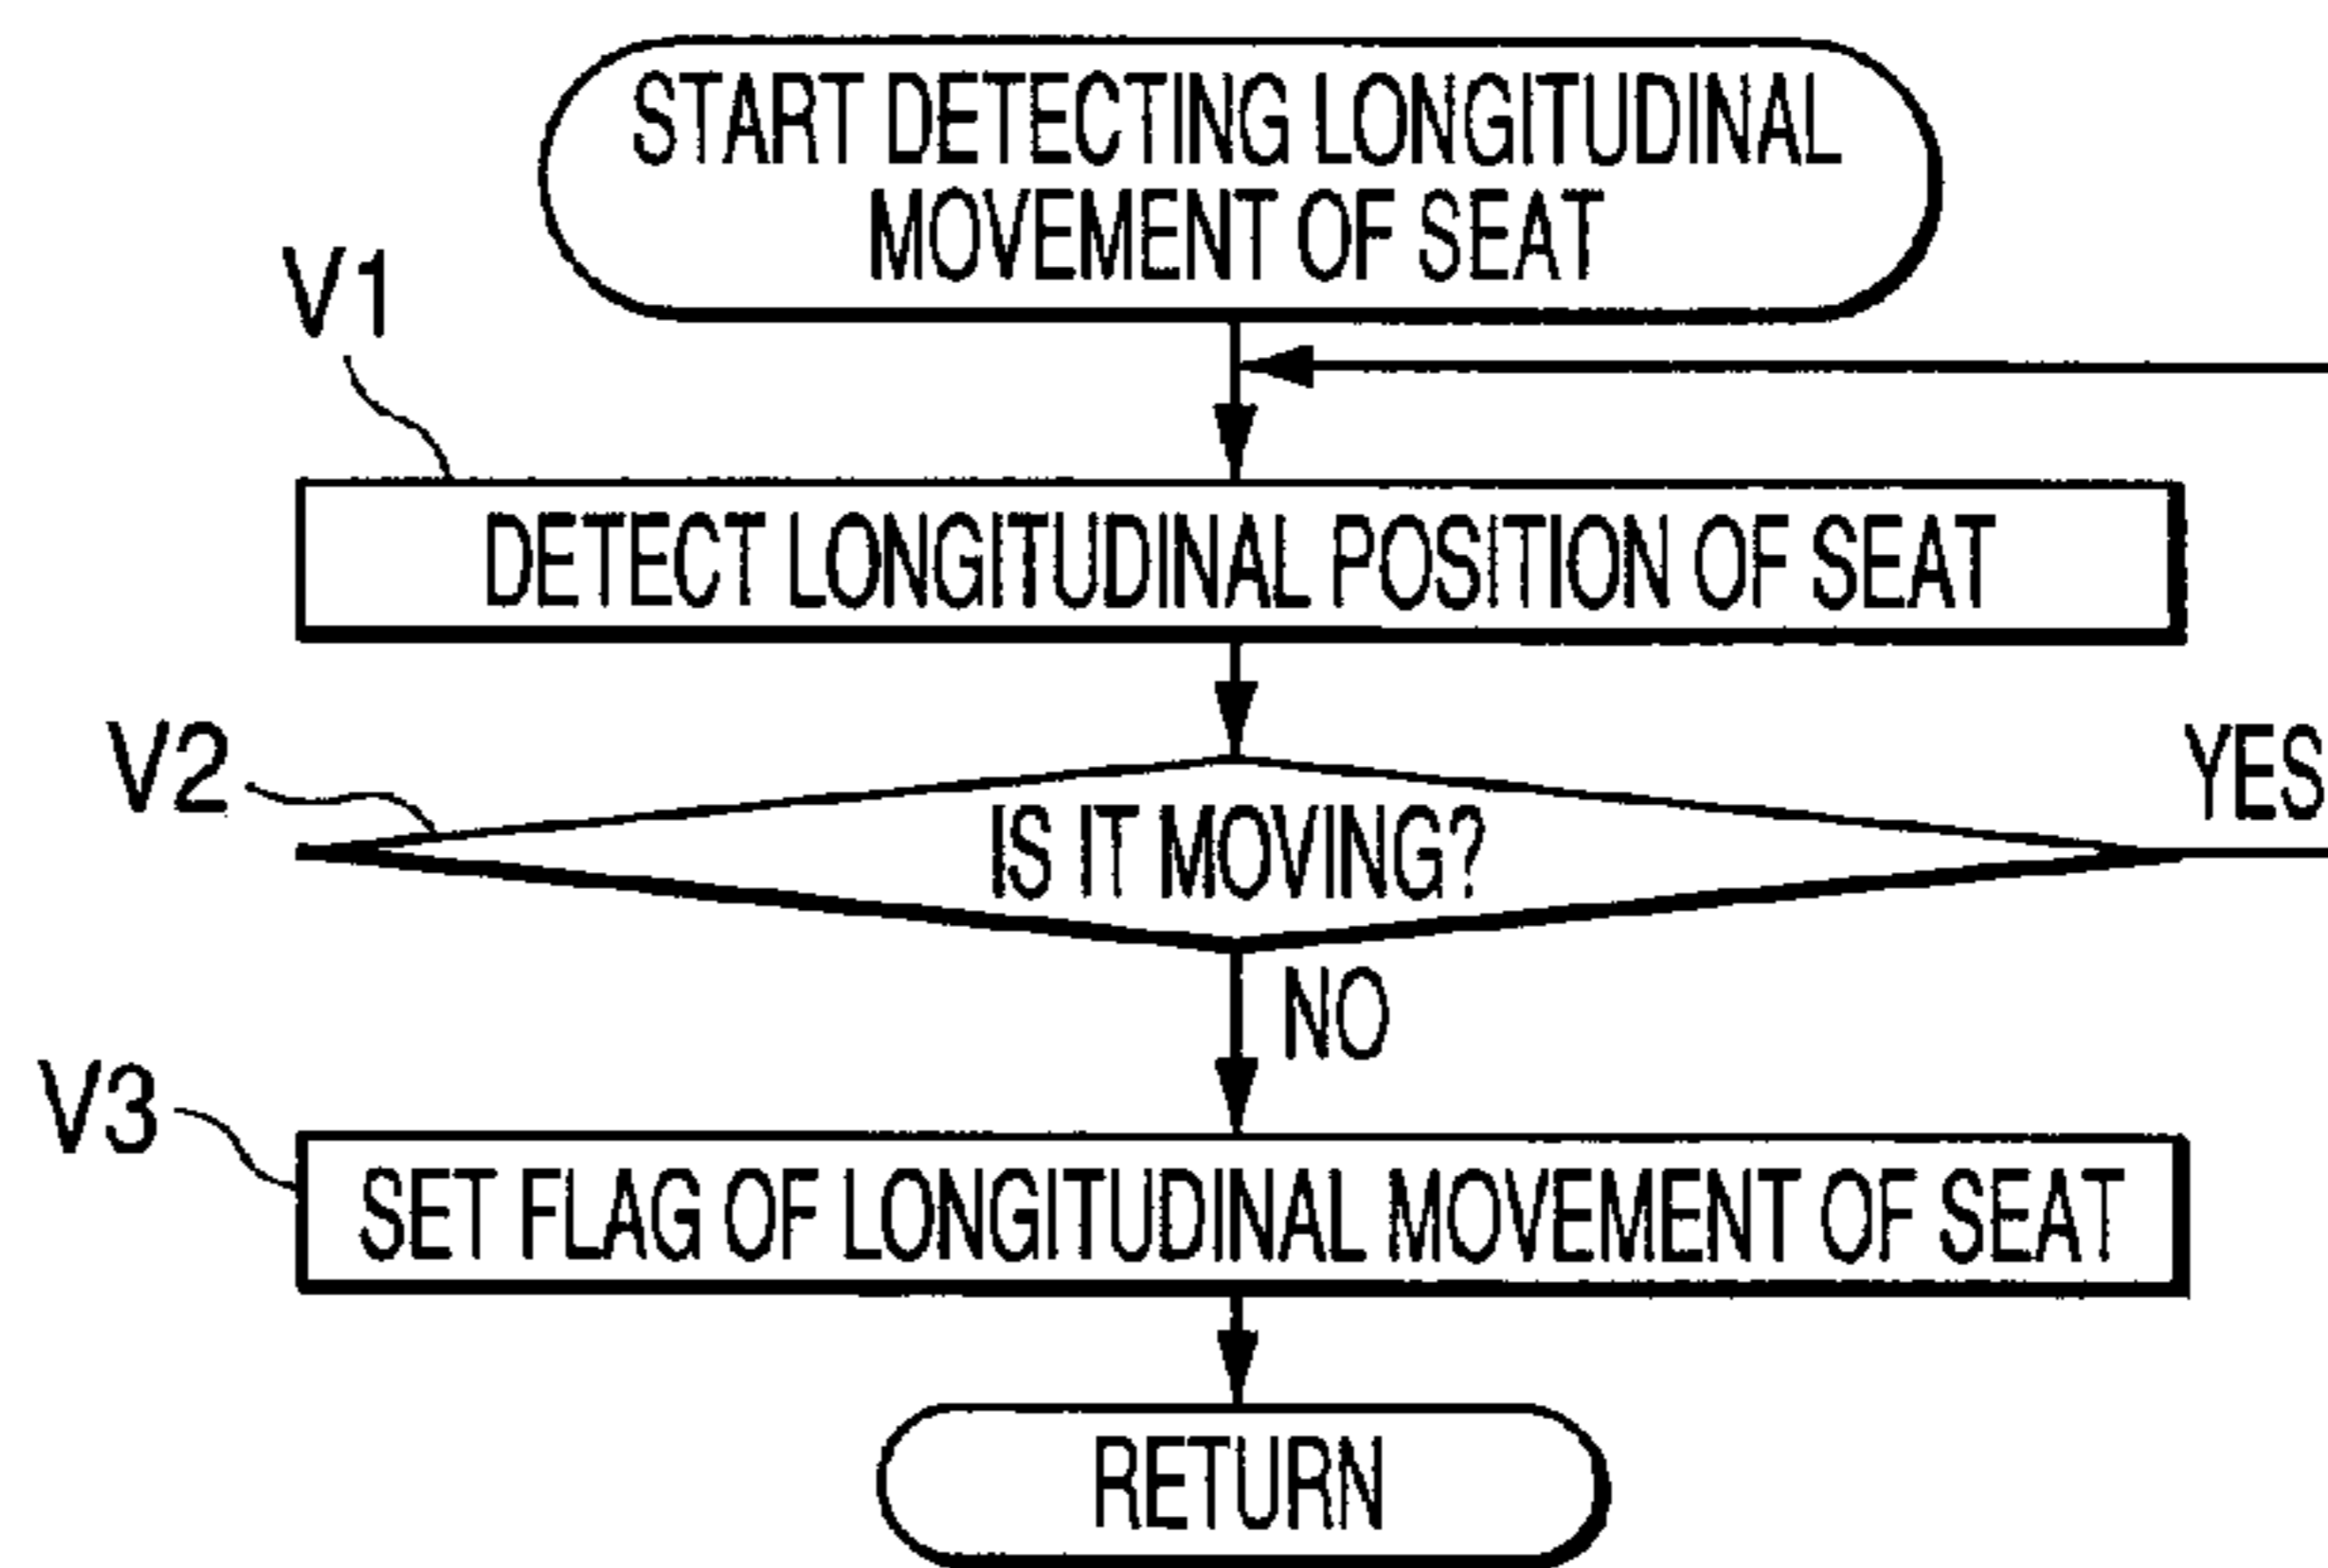 START DETECTING LONGITUDINAL
MOVEMENT OF SEAT
V1
DETECT LONGITUDINAL POSITION OF SEAT
V2
IS IT MOVING?
YES
NO
V3
SET FLAG OF LONGITUDINAL MOVEMENT OF SEAT
RETURN